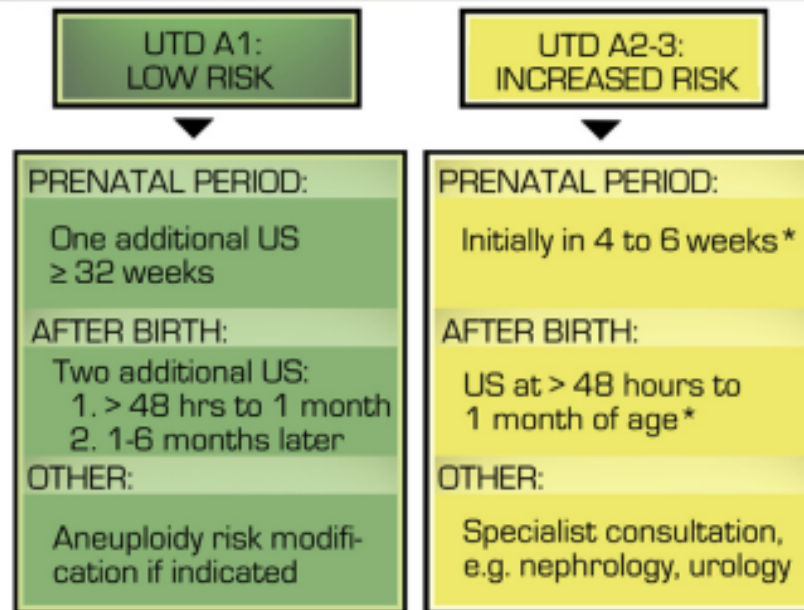 UTD A1:
LOW RISK
PRENATAL PERIOD:
One additional US
≥ 32 weeks
AFTER BIRTH:
Two additional US:
1. > 48 hrs to 1 month
2. 1-6 months later
OTHER:
Aneuploidy risk modifi-
cation if indicated
UTD A2-3:
INCREASED RISK
PRENATAL PERIOD:
Initially in 4 to 6 weeks*
AFTER BIRTH:
US at > 48 hours to
1 month of age*
OTHER:
Specialist consultation,
e.g. nephrology, urology